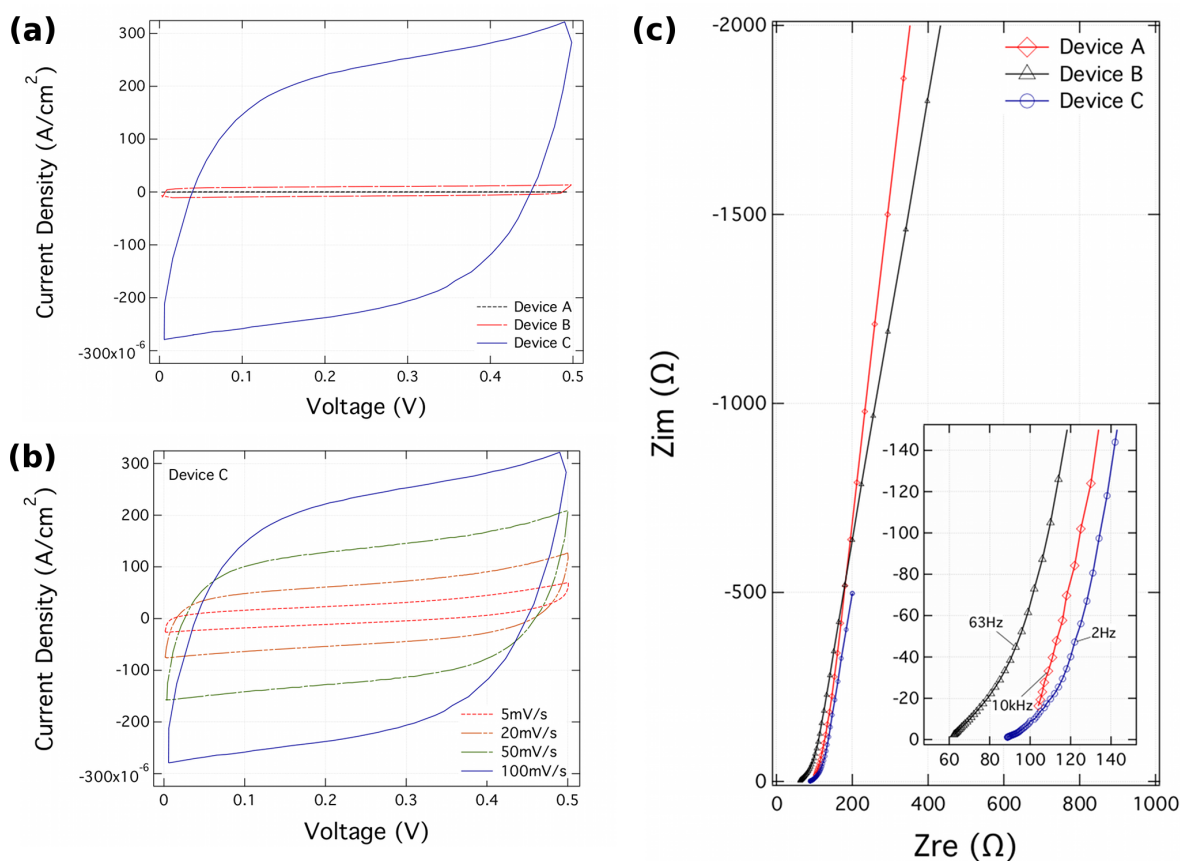 (a)
Current Density (A/cm²)
300
200
100
0
-100
-200
-300x10⁻⁶
0
0.1
0.2
0.3
0.4
0.5
Voltage (V)
Device A
Device B
Device C
(b)
Current Density (A/cm²)
Device C
300
200
100
0
-100
-200
-300x10⁻⁶
0
0.1
0.2
0.3
0.4
0.5
Voltage (V)
5mV/s
20mV/s
50mV/s
100mV/s
(c)
Zim (Ω)
-2000
-1500
-1000
-500
0
0
200
400
600
800
1000
Zre (Ω)
Device A
Device B
Device C
-140
-120
-100
-80
-60
-40
-20
0
60
80
100
120
140
63Hz
2Hz
10kHz